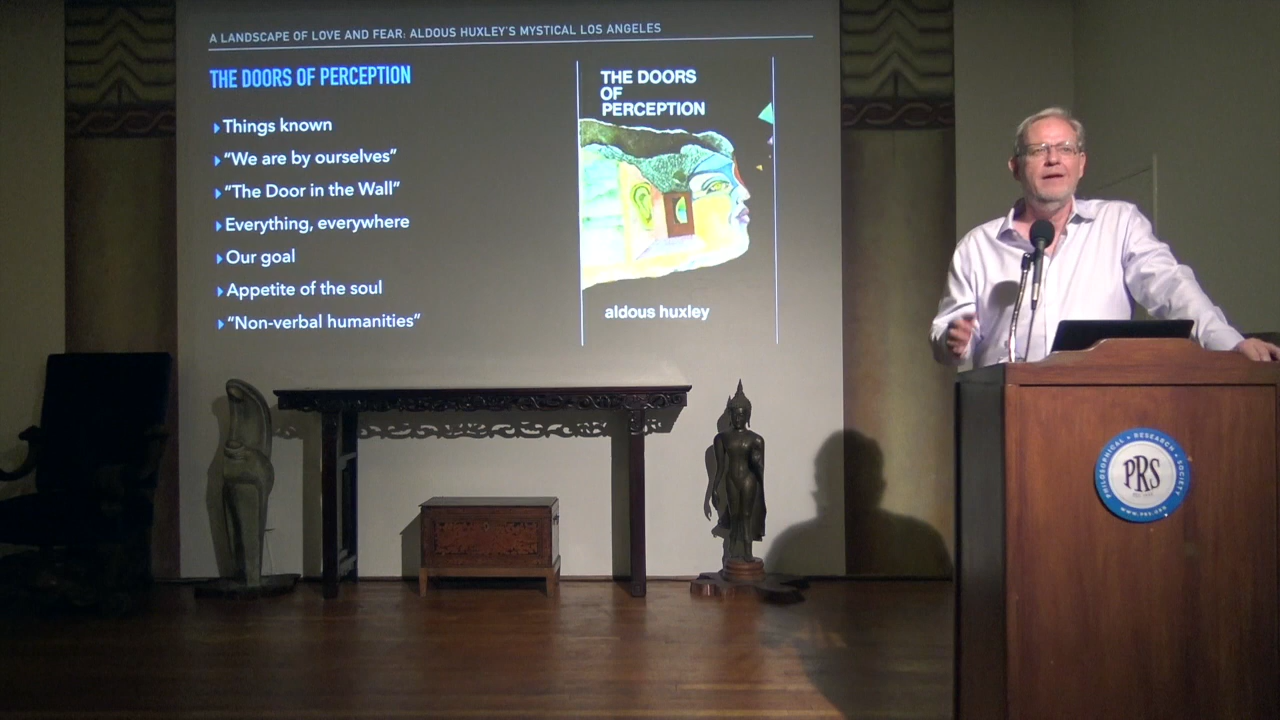 A LANDSCAPE OF LOVE AND FEAR: ALDOUS HUXLEY'S MYSTICAL LOS ANGELES
THE DOORS OF PERCEPTION
Things known
“We are by ourselves”
“The Door in the Wall”
Everything, everywhere
Our goal
Appetite of the soul
“Non-verbal humanities”
THE DOORS
OF
PERCEPTION
aldous huxley
PHILOSOPHICAL • RESEARCH • SOCIETY
PRS